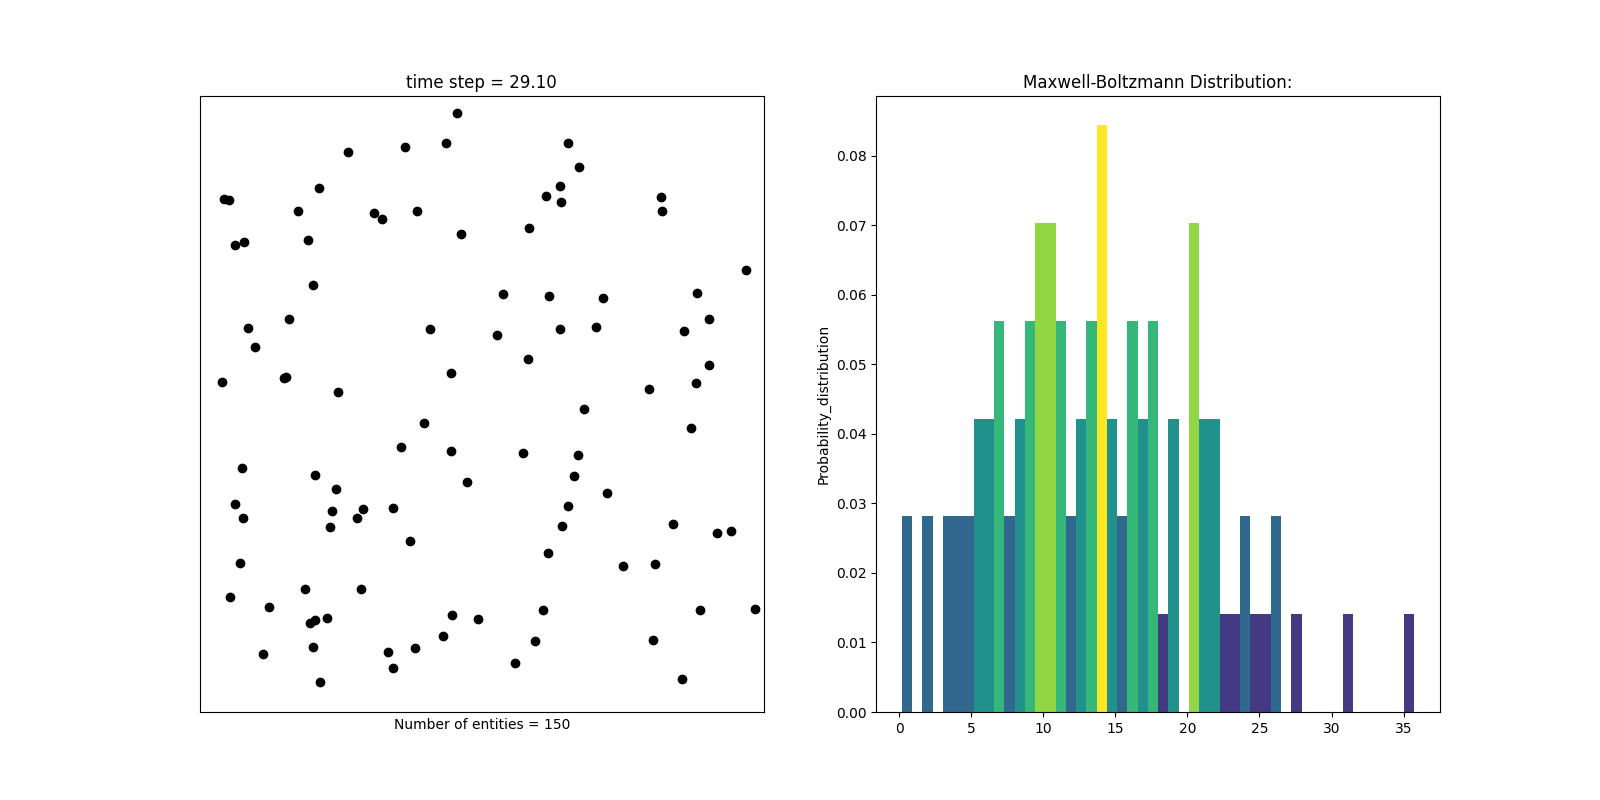 time step = 29.10
Number of entities = 150
Maxwell-Boltzmann Distribution:
Probability_distribution
0.08
0.07
0.06
0.05
0.04
0.03
0.02
0.01
0.00
0 5 10 15 20 25 30 35